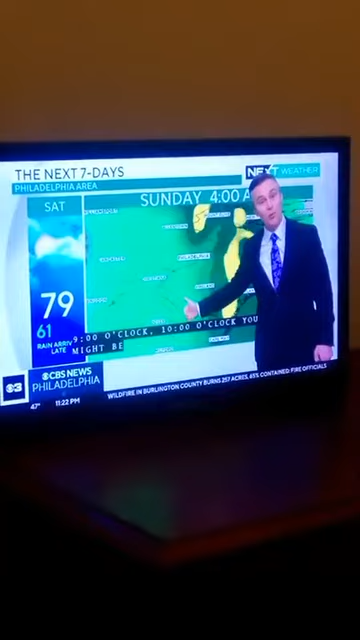 THE NEXT 7-DAYS
NEXT WEATHER
PHILADELPHIA AREA
SAT
SUNDAY 4:00 A
PHILADELPHIA
79
61
RAIN ARRIV
LATE
9:00 O'CLOCK, 10:00 O'CLOCK YOU
MIGHT BE
3
CBS NEWS
PHILADELPHIA
WILDFIRE IN BURLINGTON COUNTY BURNS 257 ACRES, 65% CONTAINED: FIRE OFFICIALS
47° 11:22 PM